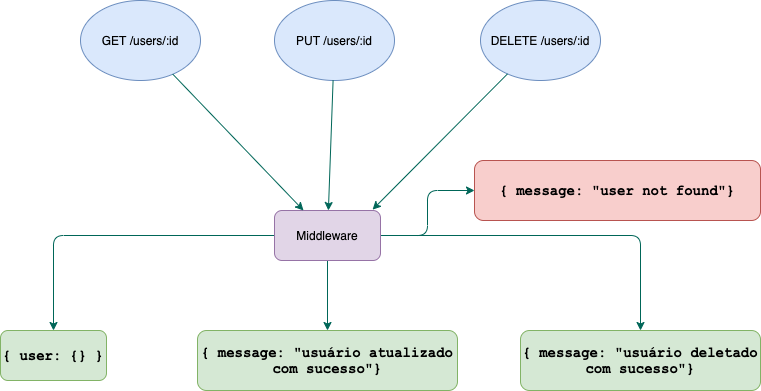 GET /users/:id
PUT /users/:id
DELETE /users/:id
{ message: "user not found"}
Middleware
{ user: {} }
{ message: "usuário atualizado
com sucesso"}
{ message: "usuário deletado
com sucesso"}